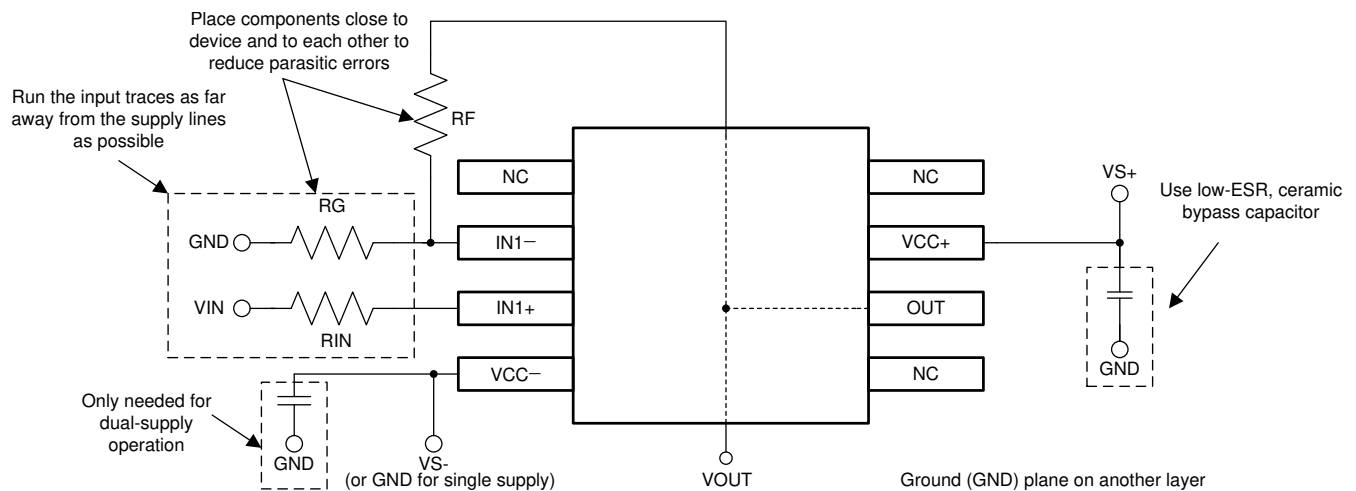 Place components close to
device and to each other to
reduce parasitic errors
Run the input traces as far
away from the supply lines
as possible
RF
NC
NC
VS+
Use low-ESR, ceramic
bypass capacitor
RG
GND
IN1−
VCC+
VIN
IN1+
OUT
RIN
GND
VCC−
NC
Only needed for
dual-supply
operation
GND
VS-
(or GND for single supply)
VOUT
Ground (GND) plane on another layer